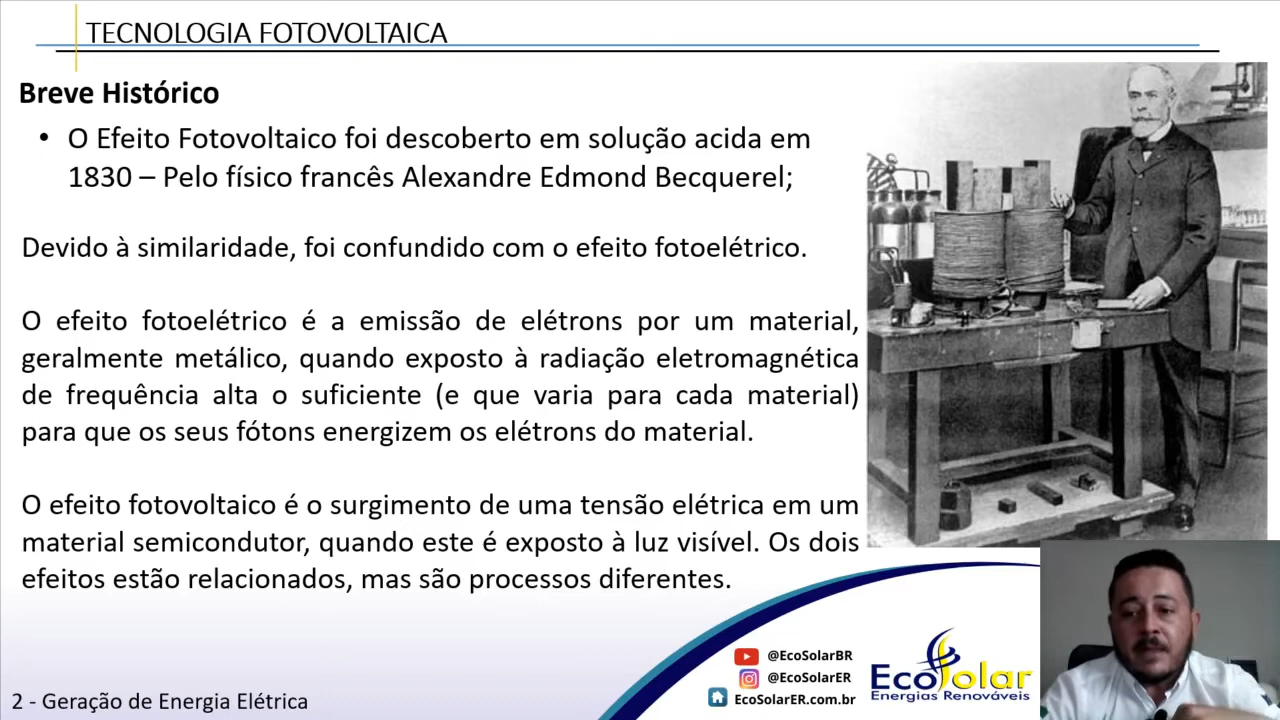 TECNOLOGIA FOTOVOLTAICA
Breve Histórico
• O Efeito Fotovoltaico foi descoberto em solução acida em
1830 – Pelo físico francês Alexandre Edmond Becquerel;
Devido à similaridade, foi confundido com o efeito fotoelétrico.
O efeito fotoelétrico é a emissão de elétrons por um material,
geralmente metálico, quando exposto à radiação eletromagnética
de frequência alta o suficiente (e que varia para cada material)
para que os seus fótons energizem os elétrons do material.
O efeito fotovoltaico é o surgimento de uma tensão elétrica em um
material semicondutor, quando este é exposto à luz visível. Os dois
efeitos estão relacionados, mas são processos diferentes.
@EcoSolarBR
@EcoSolarER
EcoSolarER.com.br
EcoSolar
Energias Renováveis
2 - Geração de Energia Elétrica